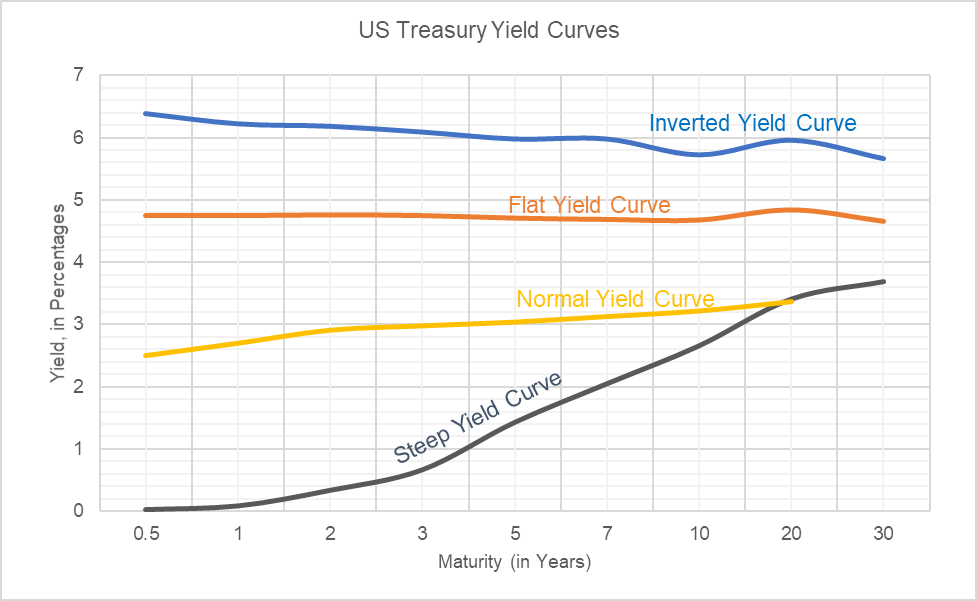 US Treasury Yield Curves
7
6
5
4
3
2
1
0
Yield, in Percentages
Inverted Yield Curve
Flat Yield Curve
Normal Yield Curve
Steep Yield Curve
0.5 1 2 3 5 7 10 20 30
Maturity (in Years)